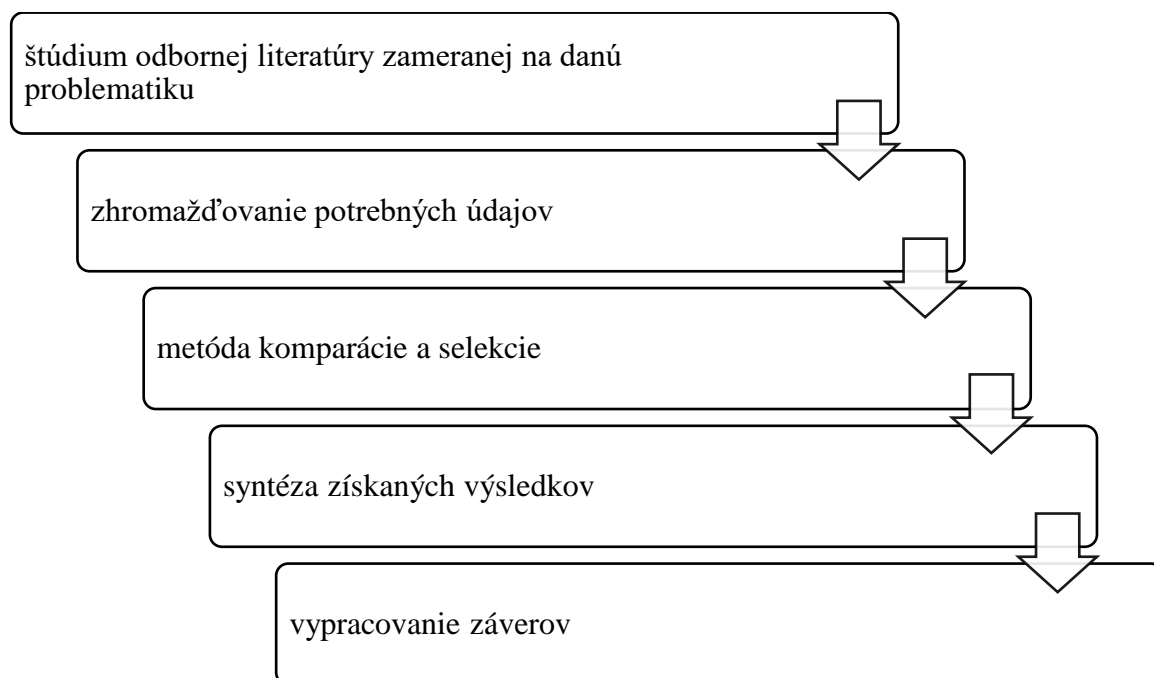 štúdium odbornej literatúry zameranej na danú
problematiku
zhromažďovanie potrebných údajov
metóda komparácie a selekcie
syntéza získaných výsledkov
vypracovanie záverov